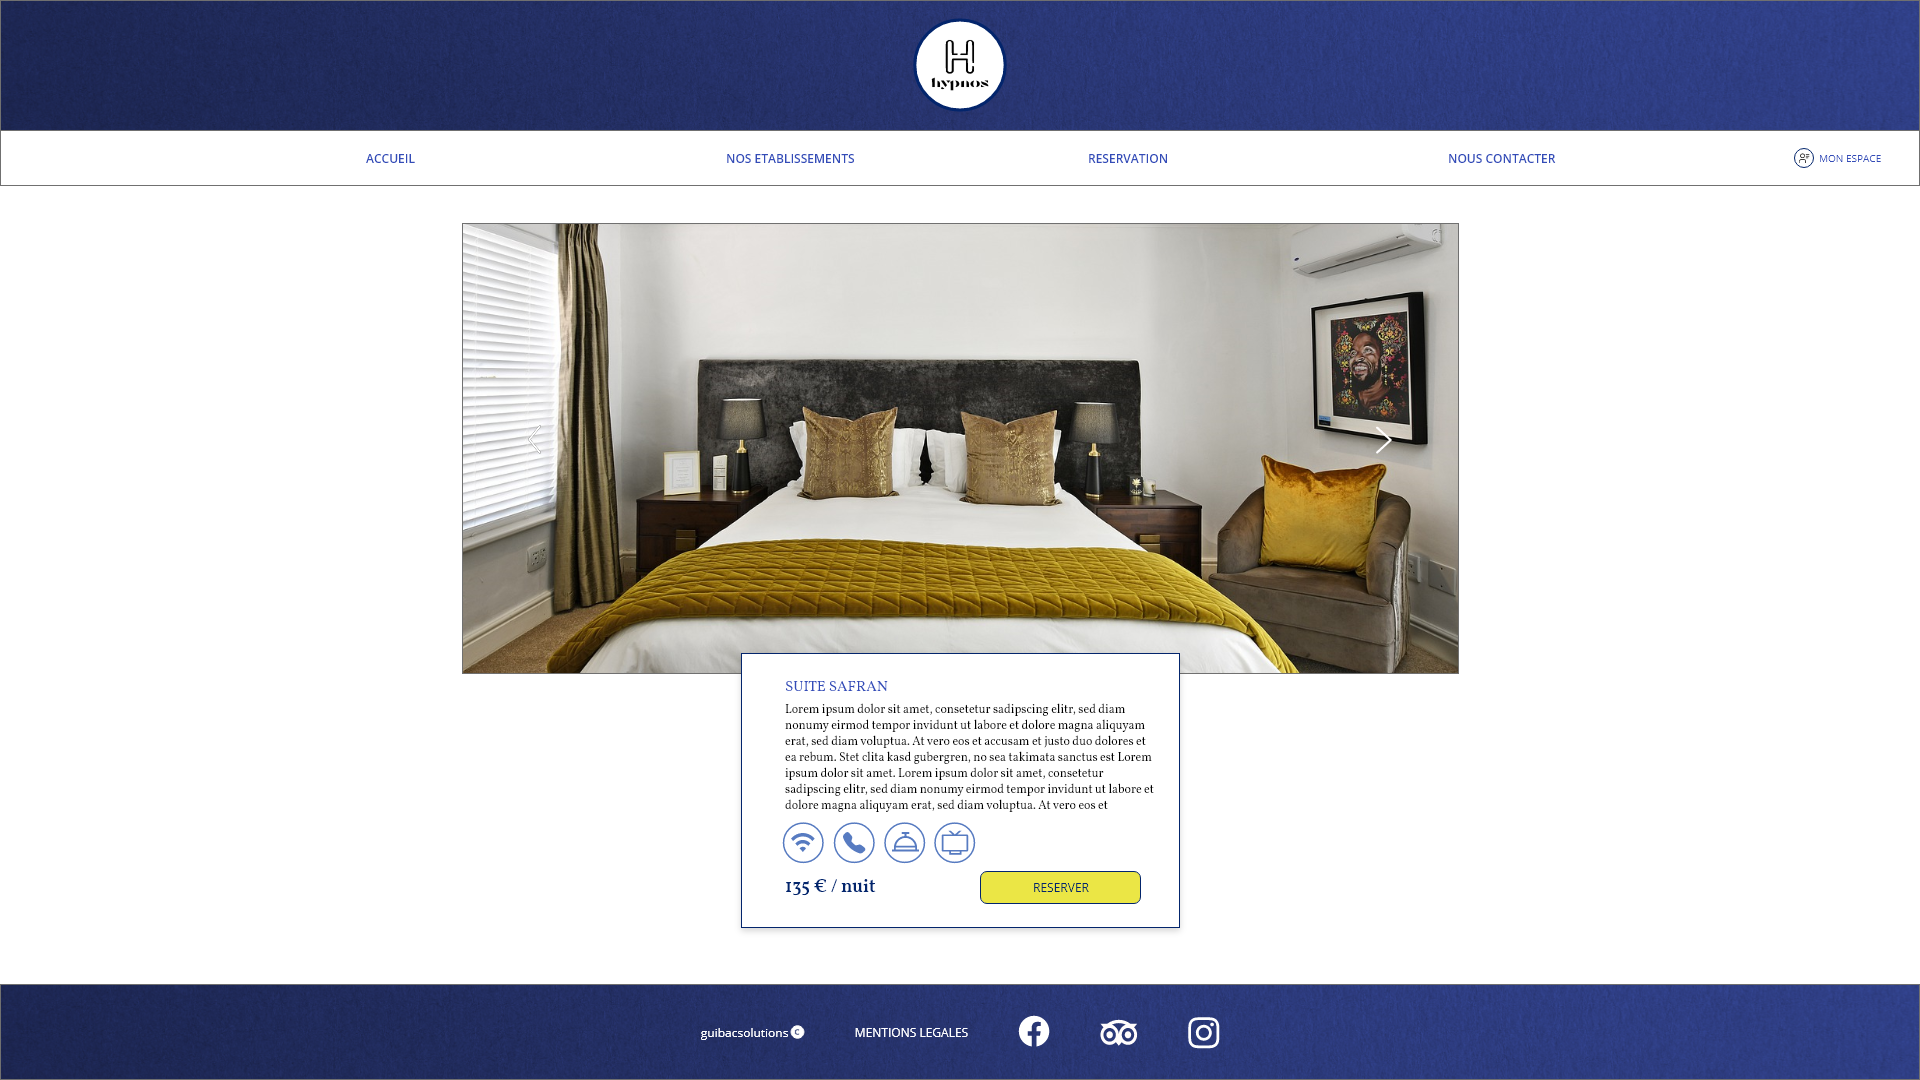 H
hypnos
ACCUEIL
NOS ETABLISSEMENTS
RESERVATION
NOUS CONTACTER
MON ESPACE
SUITE SAFRAN
Lorem ipsum dolor sit amet, consetetur sadipscing elitr, sed diam
nonumy eirmod tempor invidunt ut labore et dolore magna aliquyam
erat, sed diam voluptua. At vero eos et accusam et justo duo dolores et
ea rebum. Stet clita kasd gubergren, no sea takimata sanctus est Lorem
ipsum dolor sit amet. Lorem ipsum dolor sit amet, consetetur
sadipscing elitr, sed diam nonumy eirmod tempor invidunt ut labore et
dolore magna aliquyam erat, sed diam voluptua. At vero eos et
135 € / nuit
RESERVER
guibacsolutions C
MENTIONS LEGALES